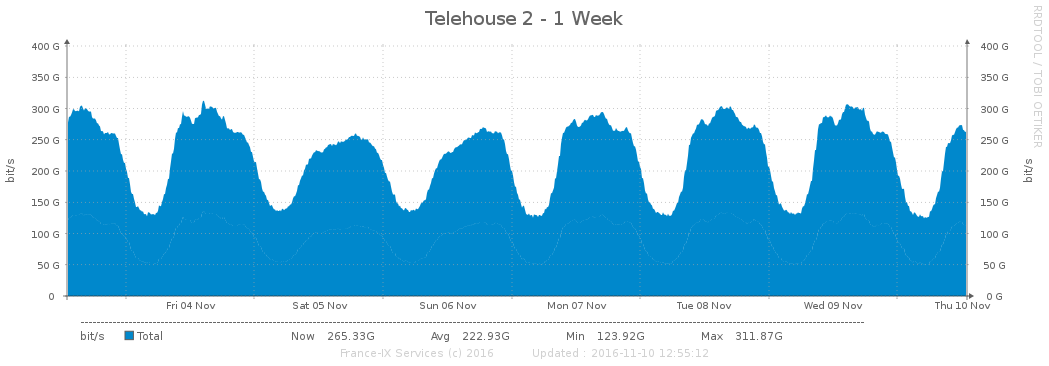 Telehouse 2 - 1 Week
RRDTOOL / TOBI OETIKER
400 G 400 G
350 G 350 G
300 G 300 G
250 G 250 G
200 G 200 G
150 G 150 G
100 G 100 G
50 G 50 G
0 0 G
bit/s bit/s
Fri 04 Nov Sat 05 Nov Sun 06 Nov Mon 07 Nov Tue 08 Nov Wed 09 Nov Thu 10 Nov
bit/s Total Now 265.33G Avg 222.93G Min 123.92G Max 311.87G
France-IX Services (c) 2016 Updated : 2016-11-10 12:55:12